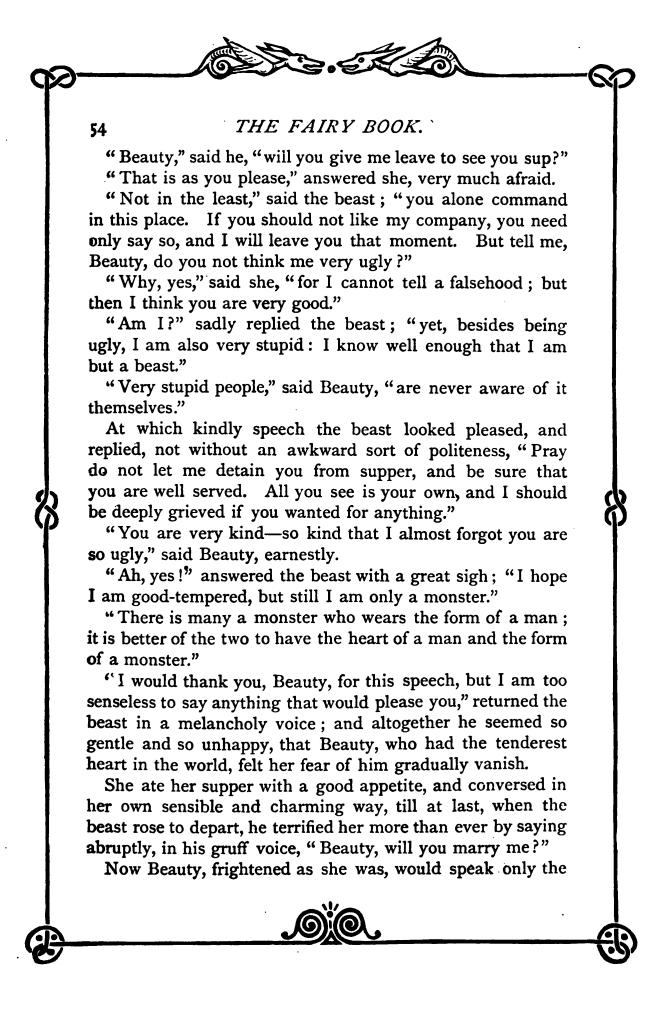 54 THE FAIRY BOOK.
“Beauty,” said he, “will you give me leave to see you sup?”
“That is as you please,” answered she, very much afraid.
“Not in the least,” said the beast; “you alone command
in this place. If you should not like my company, you need
only say so, and I will leave you that moment. But tell me,
Beauty, do you not think me very ugly?”
“Why, yes,” said she, “for I cannot tell a falsehood; but
then I think you are very good.”
“Am I?” sadly replied the beast; “yet, besides being
ugly, I am also very stupid: I know well enough that I am
but a beast.”
“Very stupid people,” said Beauty, “are never aware of it
themselves.”
At which kindly speech the beast looked pleased, and
replied, not without an awkward sort of politeness, “Pray
do not let me detain you from supper, and be sure that
you are well served. All you see is your own, and I should
be deeply grieved if you wanted for anything.”
“You are very kind—so kind that I almost forgot you are
so ugly,” said Beauty, earnestly.
“Ah, yes!” answered the beast with a great sigh; “I hope
I am good-tempered, but still I am only a monster.”
“There is many a monster who wears the form of a man;
it is better of the two to have the heart of a man and the form
of a monster.”
“I would thank you, Beauty, for this speech, but I am too
senseless to say anything that would please you,” returned the
beast in a melancholy voice; and altogether he seemed so
gentle and so unhappy, that Beauty, who had the tenderest
heart in the world, felt her fear of him gradually vanish.
She ate her supper with a good appetite, and conversed in
her own sensible and charming way, till at last, when the
beast rose to depart, he terrified her more than ever by saying
abruptly, in his gruff voice, “Beauty, will you marry me?”
Now Beauty, frightened as she was, would speak only the